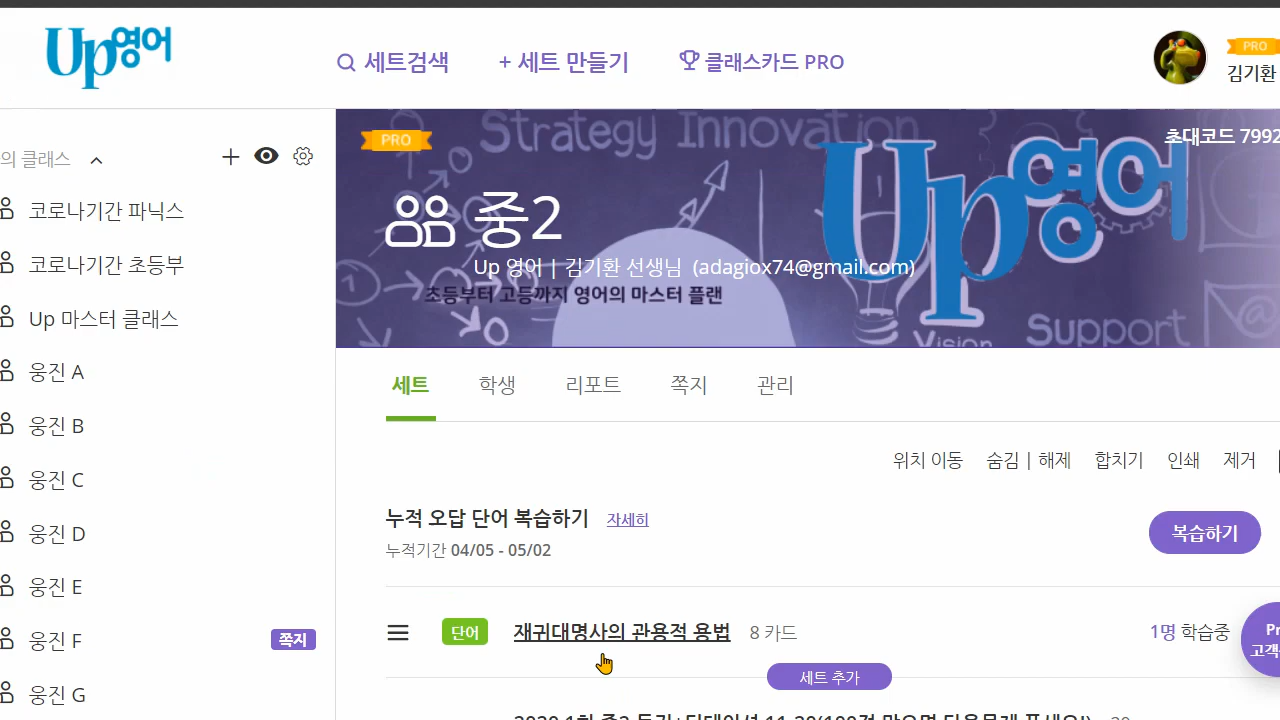 Up영어
세트검색
+ 세트 만들기
클래스카드 PRO
PRO
김기환
의 클래스
코로나기간 파닉스
코로나기간 초등부
Up 마스터 클래스
웅진 A
웅진 B
웅진 C
웅진 D
웅진 E
웅진 F
쪽지
웅진 G
PRO
Strategy Innovation
초대코드 7992
Up영어
중2
Up 영어 | 김기환 선생님 (adagiox74@gmail.com)
초등부터 고등까지 영어의 마스터 플랜
Support
Vision
세트
학생
리포트
쪽지
관리
위치 이동
숨김 | 해제
합치기
인쇄
제거
누적 오답 단어 복습하기 자세히
누적기간 04/05 - 05/02
복습하기
단어
재귀대명사의 관용적 용법 8 카드
1명 학습중
세트 추가